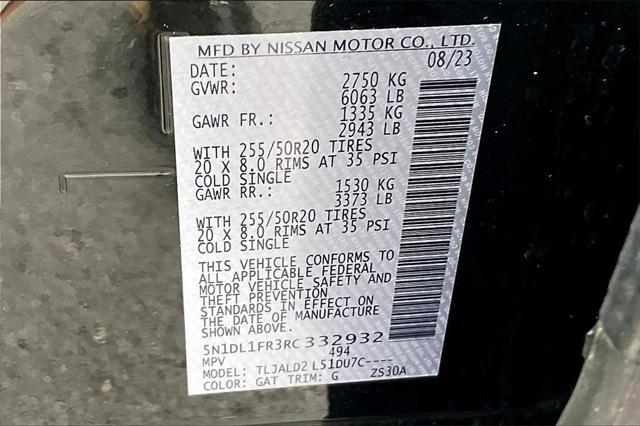 MFD BY NISSAN MOTOR CO., LTD.
DATE: 08/23
GVWR: 2750 KG
6063 LB
GAWR FR.: 1335 KG
2943 LB
WITH 255/50R20 TIRES
20 X 8.0 RIMS AT 35 PSI
COLD SINGLE
GAWR RR.: 1530 KG
3373 LB
WITH 255/50R20 TIRES
20 X 8.0 RIMS AT 35 PSI
COLD SINGLE
THIS VEHICLE CONFORMS TO
ALL APPLICABLE FEDERAL
MOTOR VEHICLE SAFETY AND
THEFT PREVENTION
STANDARDS IN EFFECT ON
THE DATE OF MANUFACTURE
SHOWN ABOVE.
5N1DL1FR3RC332932
MPV 494
MODEL: TLJALD2 L51DU7C----
COLOR: GAT TRIM: G ZS30A